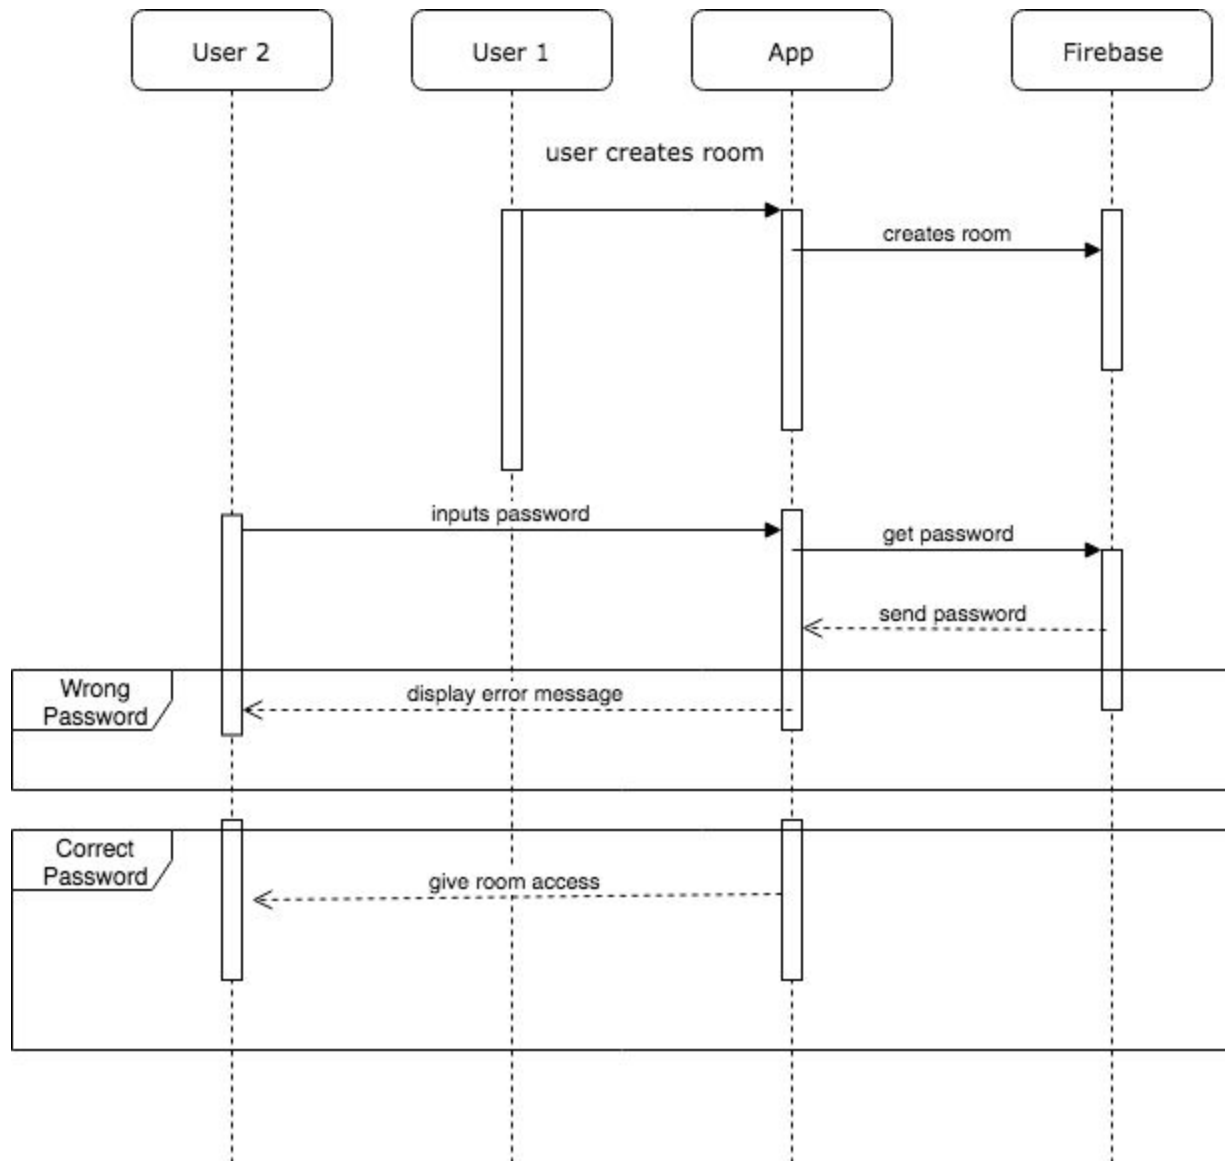 User 2
User 1
App
Firebase
user creates room
creates room
inputs password
get password
send password
Wrong
Password
display error message
Correct
Password
give room access